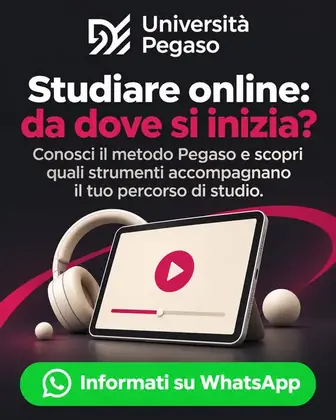 Università
Pegaso
Studiare online:
da dove si inizia?
Conosci il metodo Pegaso e scopri
quali strumenti accompagnano
il tuo percorso di studio.
Informati su WhatsApp